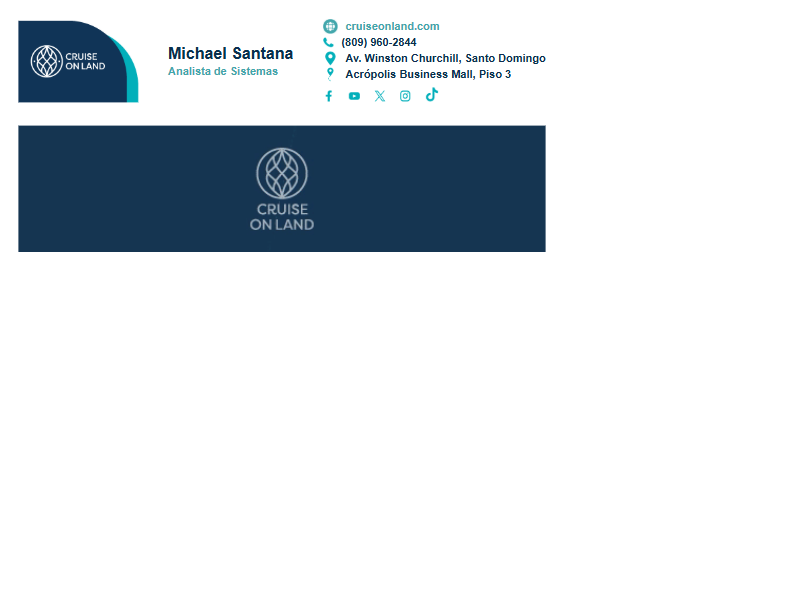 CRUISE
ON LAND
Michael Santana
Analista de Sistemas
cruiseonland.com
(809) 960-2844
Av. Winston Churchill, Santo Domingo
Acrópolis Business Mall, Piso 3
CRUISE
ON LAND